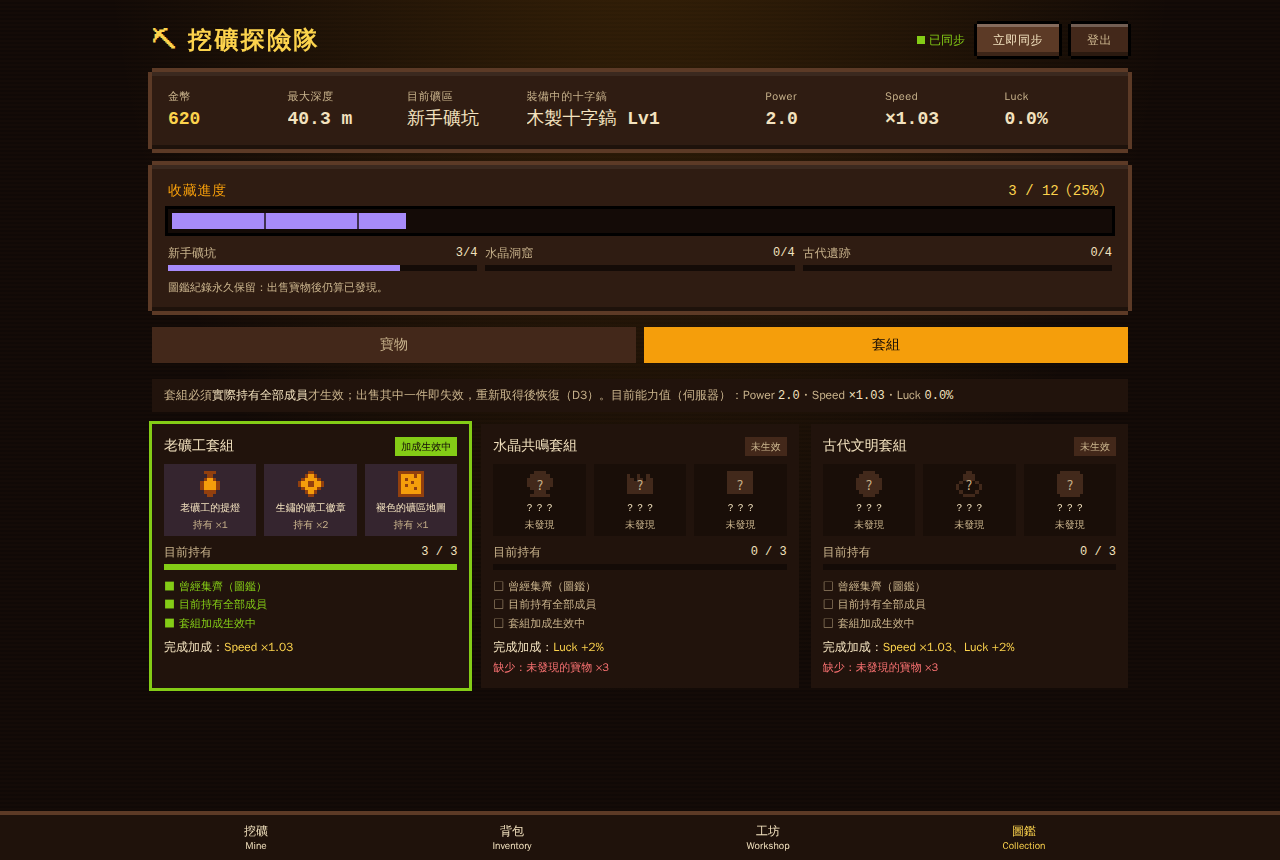 挖礦探險隊
已同步
立即同步
登出
金幣
620
最大深度
40.3 m
目前礦區
新手礦坑
裝備中的十字鎬
木製十字鎬 Lv1
Power
2.0
Speed
×1.03
Luck
0.0%
收藏進度
3 / 12 (25%)
新手礦坑 3/4
水晶洞窟 0/4
古代遺跡 0/4
圖鑑紀錄永久保留：出售寶物後仍算已發現。
寶物
套組
套組必須實際持有全部成員才生效；出售其中一件即失效，重新取得後恢復（D3）。目前能力值（伺服器）：Power 2.0 · Speed ×1.03 · Luck 0.0%
老礦工套組
加成生效中
老礦工的提燈
持有 ×1
生鏽的礦工徽章
持有 ×2
褪色的礦區地圖
持有 ×1
目前持有 3 / 3
曾經集齊（圖鑑）
目前持有全部成員
套組加成生效中
完成加成：Speed ×1.03
水晶共鳴套組
未生效
?
？？？
未發現
?
？？？
未發現
?
？？？
未發現
目前持有 0 / 3
曾經集齊（圖鑑）
目前持有全部成員
套組加成生效中
完成加成：Luck +2%
缺少：未發現的寶物 ×3
古代文明套組
未生效
?
？？？
未發現
?
？？？
未發現
?
？？？
未發現
目前持有 0 / 3
曾經集齊（圖鑑）
目前持有全部成員
套組加成生效中
完成加成：Speed ×1.03、Luck +2%
缺少：未發現的寶物 ×3
挖礦
Mine
背包
Inventory
工坊
Workshop
圖鑑
Collection